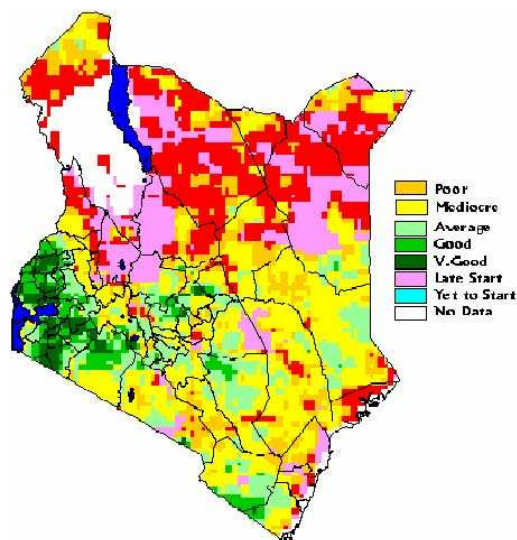 Poor
Mediocre
Average
Good
V.Good
Late Start
Yet to Start
No Data